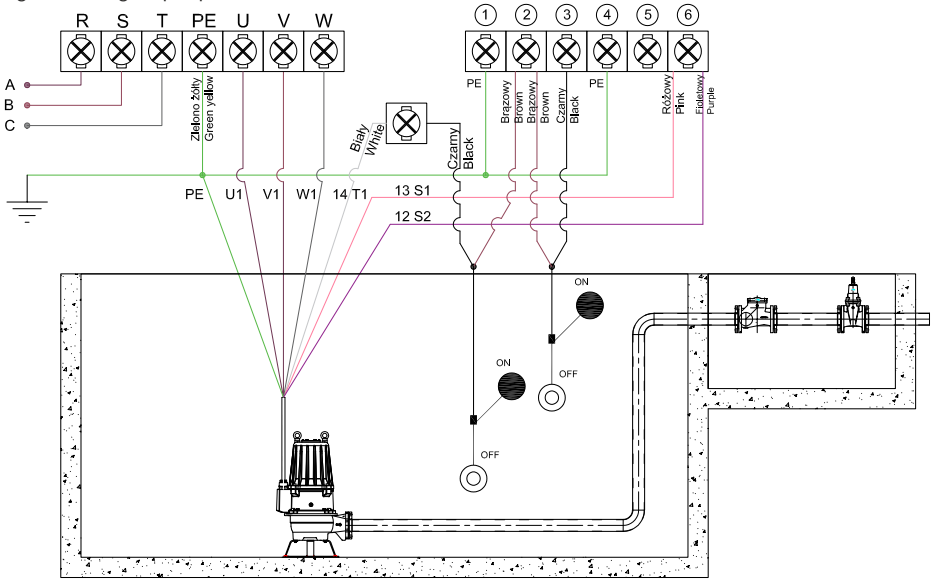 R S T PE U V W
1 2 3 4 5 6
A
B
C
Zlelono żółty
Green yellow
Biały
White
Czarny
Black
PE
Brązowy
Brown
Brązowy
Brown
Czarny
Black
PE
Różowy
Pink
Fioletowy
Purple
PE U1 V1 W1 14 T1
13 S1
12 S2
ON
OFF
ON
OFF